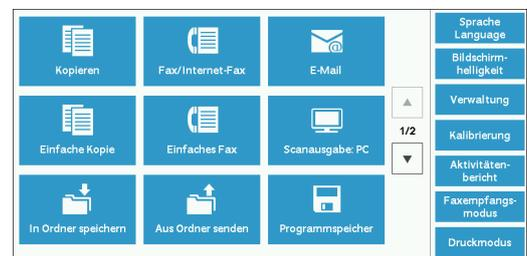 Kopieren
Fax/Internet-Fax
E-Mail
Einfache Kopie
Einfaches Fax
Scanausgabe: PC
In Ordner speichern
Aus Ordner senden
Programmspeicher
1/2
Sprache
Language
Bildschirm-
helligkeit
Verwaltung
Kalibrierung
Aktivitäten-
bericht
Faxempfangs-
modus
Druckmodus